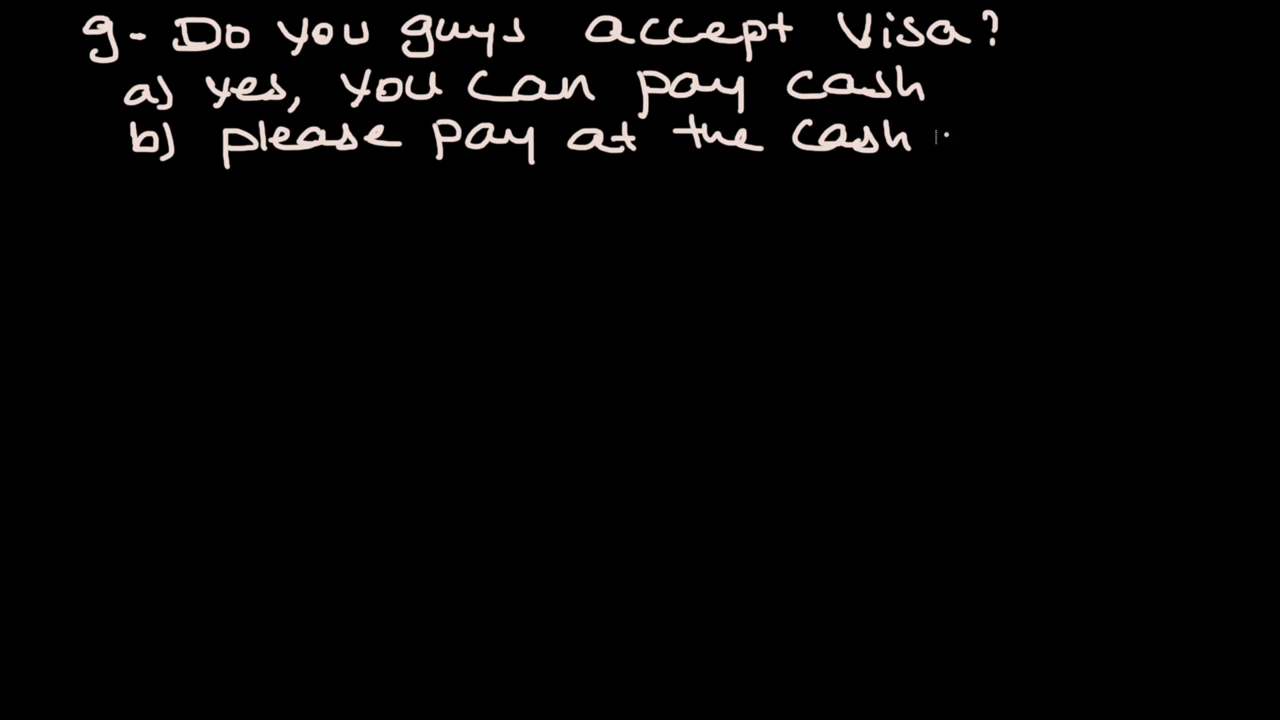 9- Do you guys accept Visa?
a) yes, you can pay cash
b) please pay at the cash